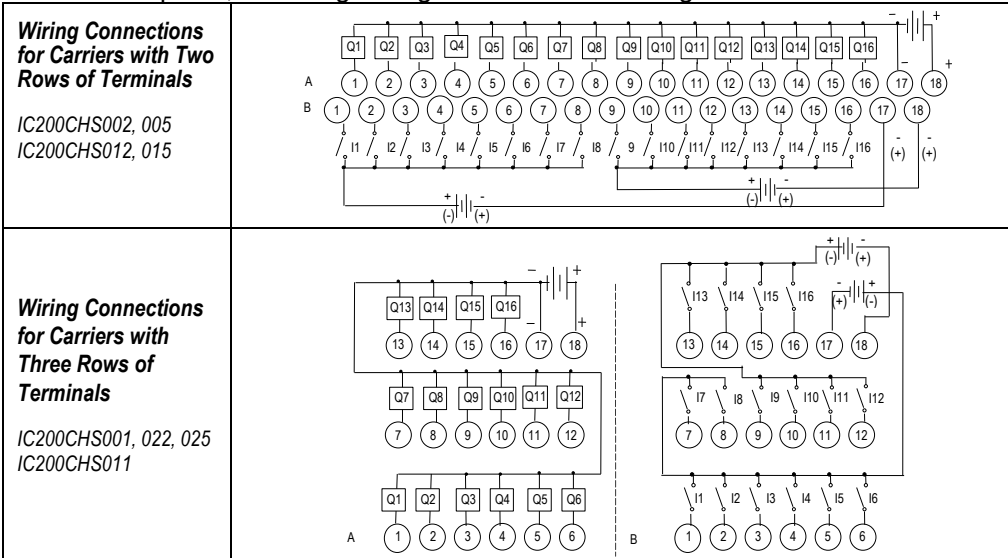 Wiring Connections
for Carriers with Two
Rows of Terminals
IC200CHS002, 005
IC200CHS012, 015
– +
Q1 Q2 Q3 Q4 Q5 Q6 Q7 Q8 Q9 Q10 Q11 Q12 Q13 Q14 Q15 Q16
– +
A 1 2 3 4 5 6 7 8 9 10 11 12 13 14 15 16 17 18
B 1 2 3 4 5 6 7 8 9 10 11 12 13 14 15 16 17 18
I1 I2 I3 I4 I5 I6 I7 I8 9 I10 I11 I12 I13 I14 I15 I16
- -
(+) (+)
+ -
(-) (+)
+ -
(-) (+)
Wiring Connections
for Carriers with
Three Rows of
Terminals
IC200CHS001, 022, 025
IC200CHS011
– +
Q13 Q14 Q15 Q16
– +
13 14 15 16 17 18
Q7 Q8 Q9 Q10 Q11 Q12
7 8 9 10 11 12
Q1 Q2 Q3 Q4 Q5 Q6
A 1 2 3 4 5 6
+ -
(-) (+)
- +
(+) (-)
I13 I14 I15 I16
13 14 15 16 17 18
I7 I8 I9 I10 I11 I12
7 8 9 10 11 12
I1 I2 I3 I4 I5 I6
B 1 2 3 4 5 6